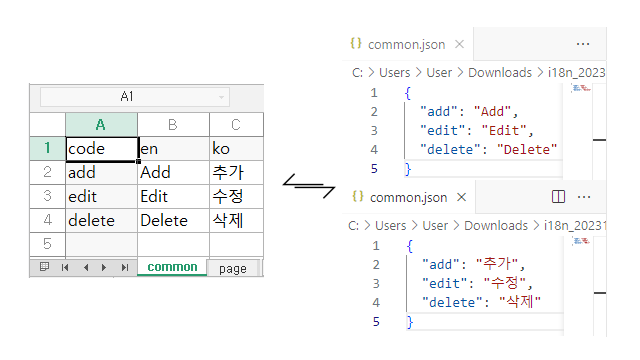 A1
A B C
1 code en ko
2 add Add 추가
3 edit Edit 수정
4 delete Delete 삭제
5
common page
{} common.json × ···
C: > Users > User > Downloads > i18n_2023
1 {
2 "add": "Add",
3 "edit": "Edit",
4 "delete": "Delete"
5 }
{} common.json × ···
C: > Users > User > Downloads > i18n_20231
1 {
2 "add": "추가",
3 "edit": "수정",
4 "delete": "삭제"
5 }